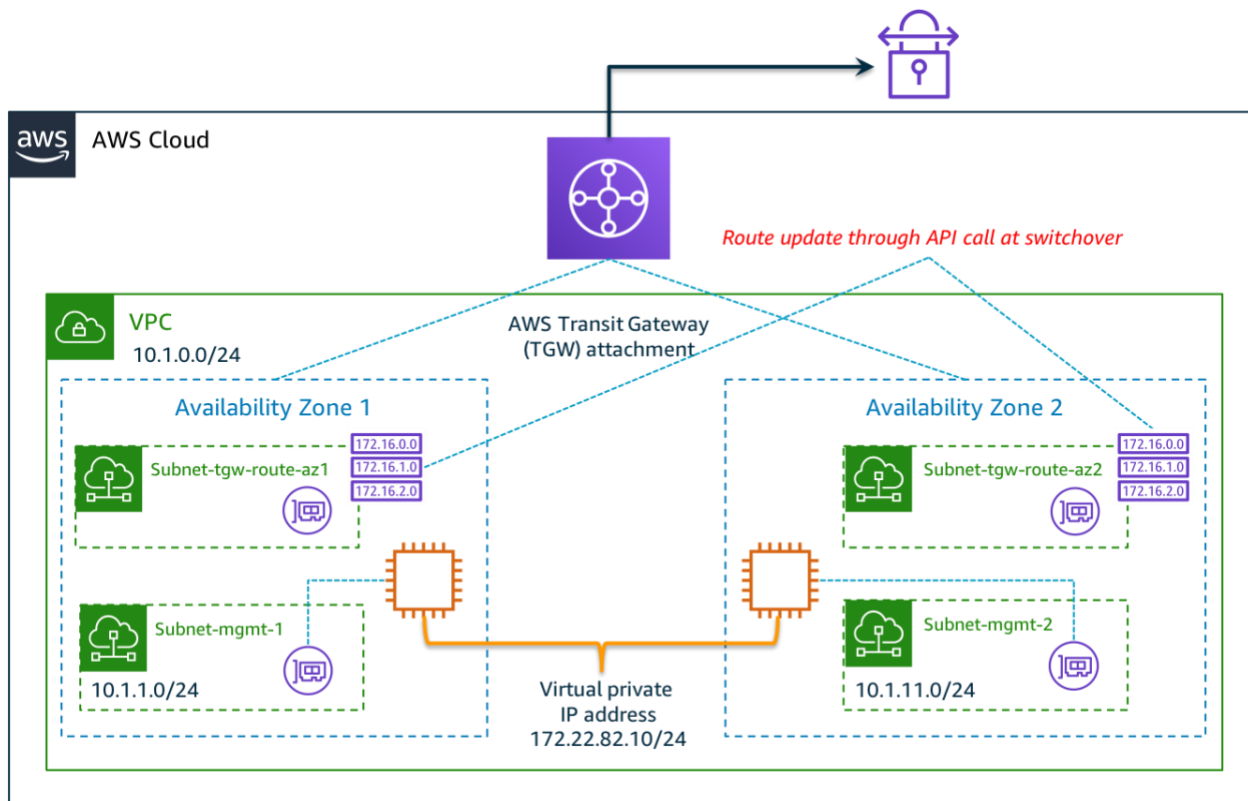 aws
AWS Cloud
Route update through API call at switchover
VPC
10.1.0.0/24
AWS Transit Gateway
(TGW) attachment
Availability Zone 1
Subnet-tgw-route-az1
172.16.0.0
172.16.1.0
172.16.2.0
Subnet-mgmt-1
10.1.1.0/24
Availability Zone 2
Subnet-tgw-route-az2
172.16.0.0
172.16.1.0
172.16.2.0
Subnet-mgmt-2
10.1.11.0/24
Virtual private
IP address
172.22.82.10/24